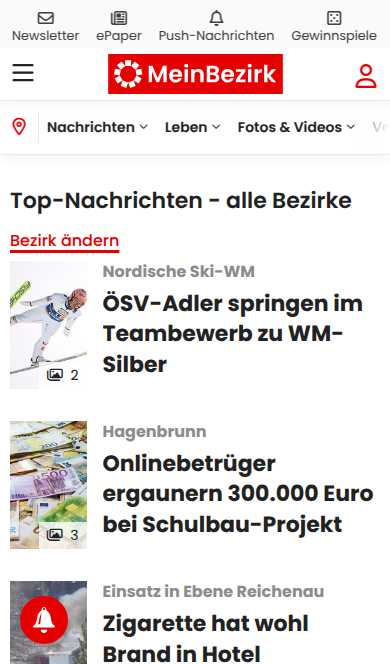 Newsletter ePaper Push-Nachrichten Gewinnspiele
MeinBezirk
Nachrichten Leben Fotos & Videos
Top-Nachrichten - alle Bezirke
Bezirk ändern
Nordische Ski-WM
ÖSV-Adler springen im
Teambewerb zu WM-
Silber
2
Hagenbrunn
Onlinebetrüger
ergaunern 300.000 Euro
bei Schulbau-Projekt
3
Einsatz in Ebene Reichenau
Zigarette hat wohl
Brand in Hotel